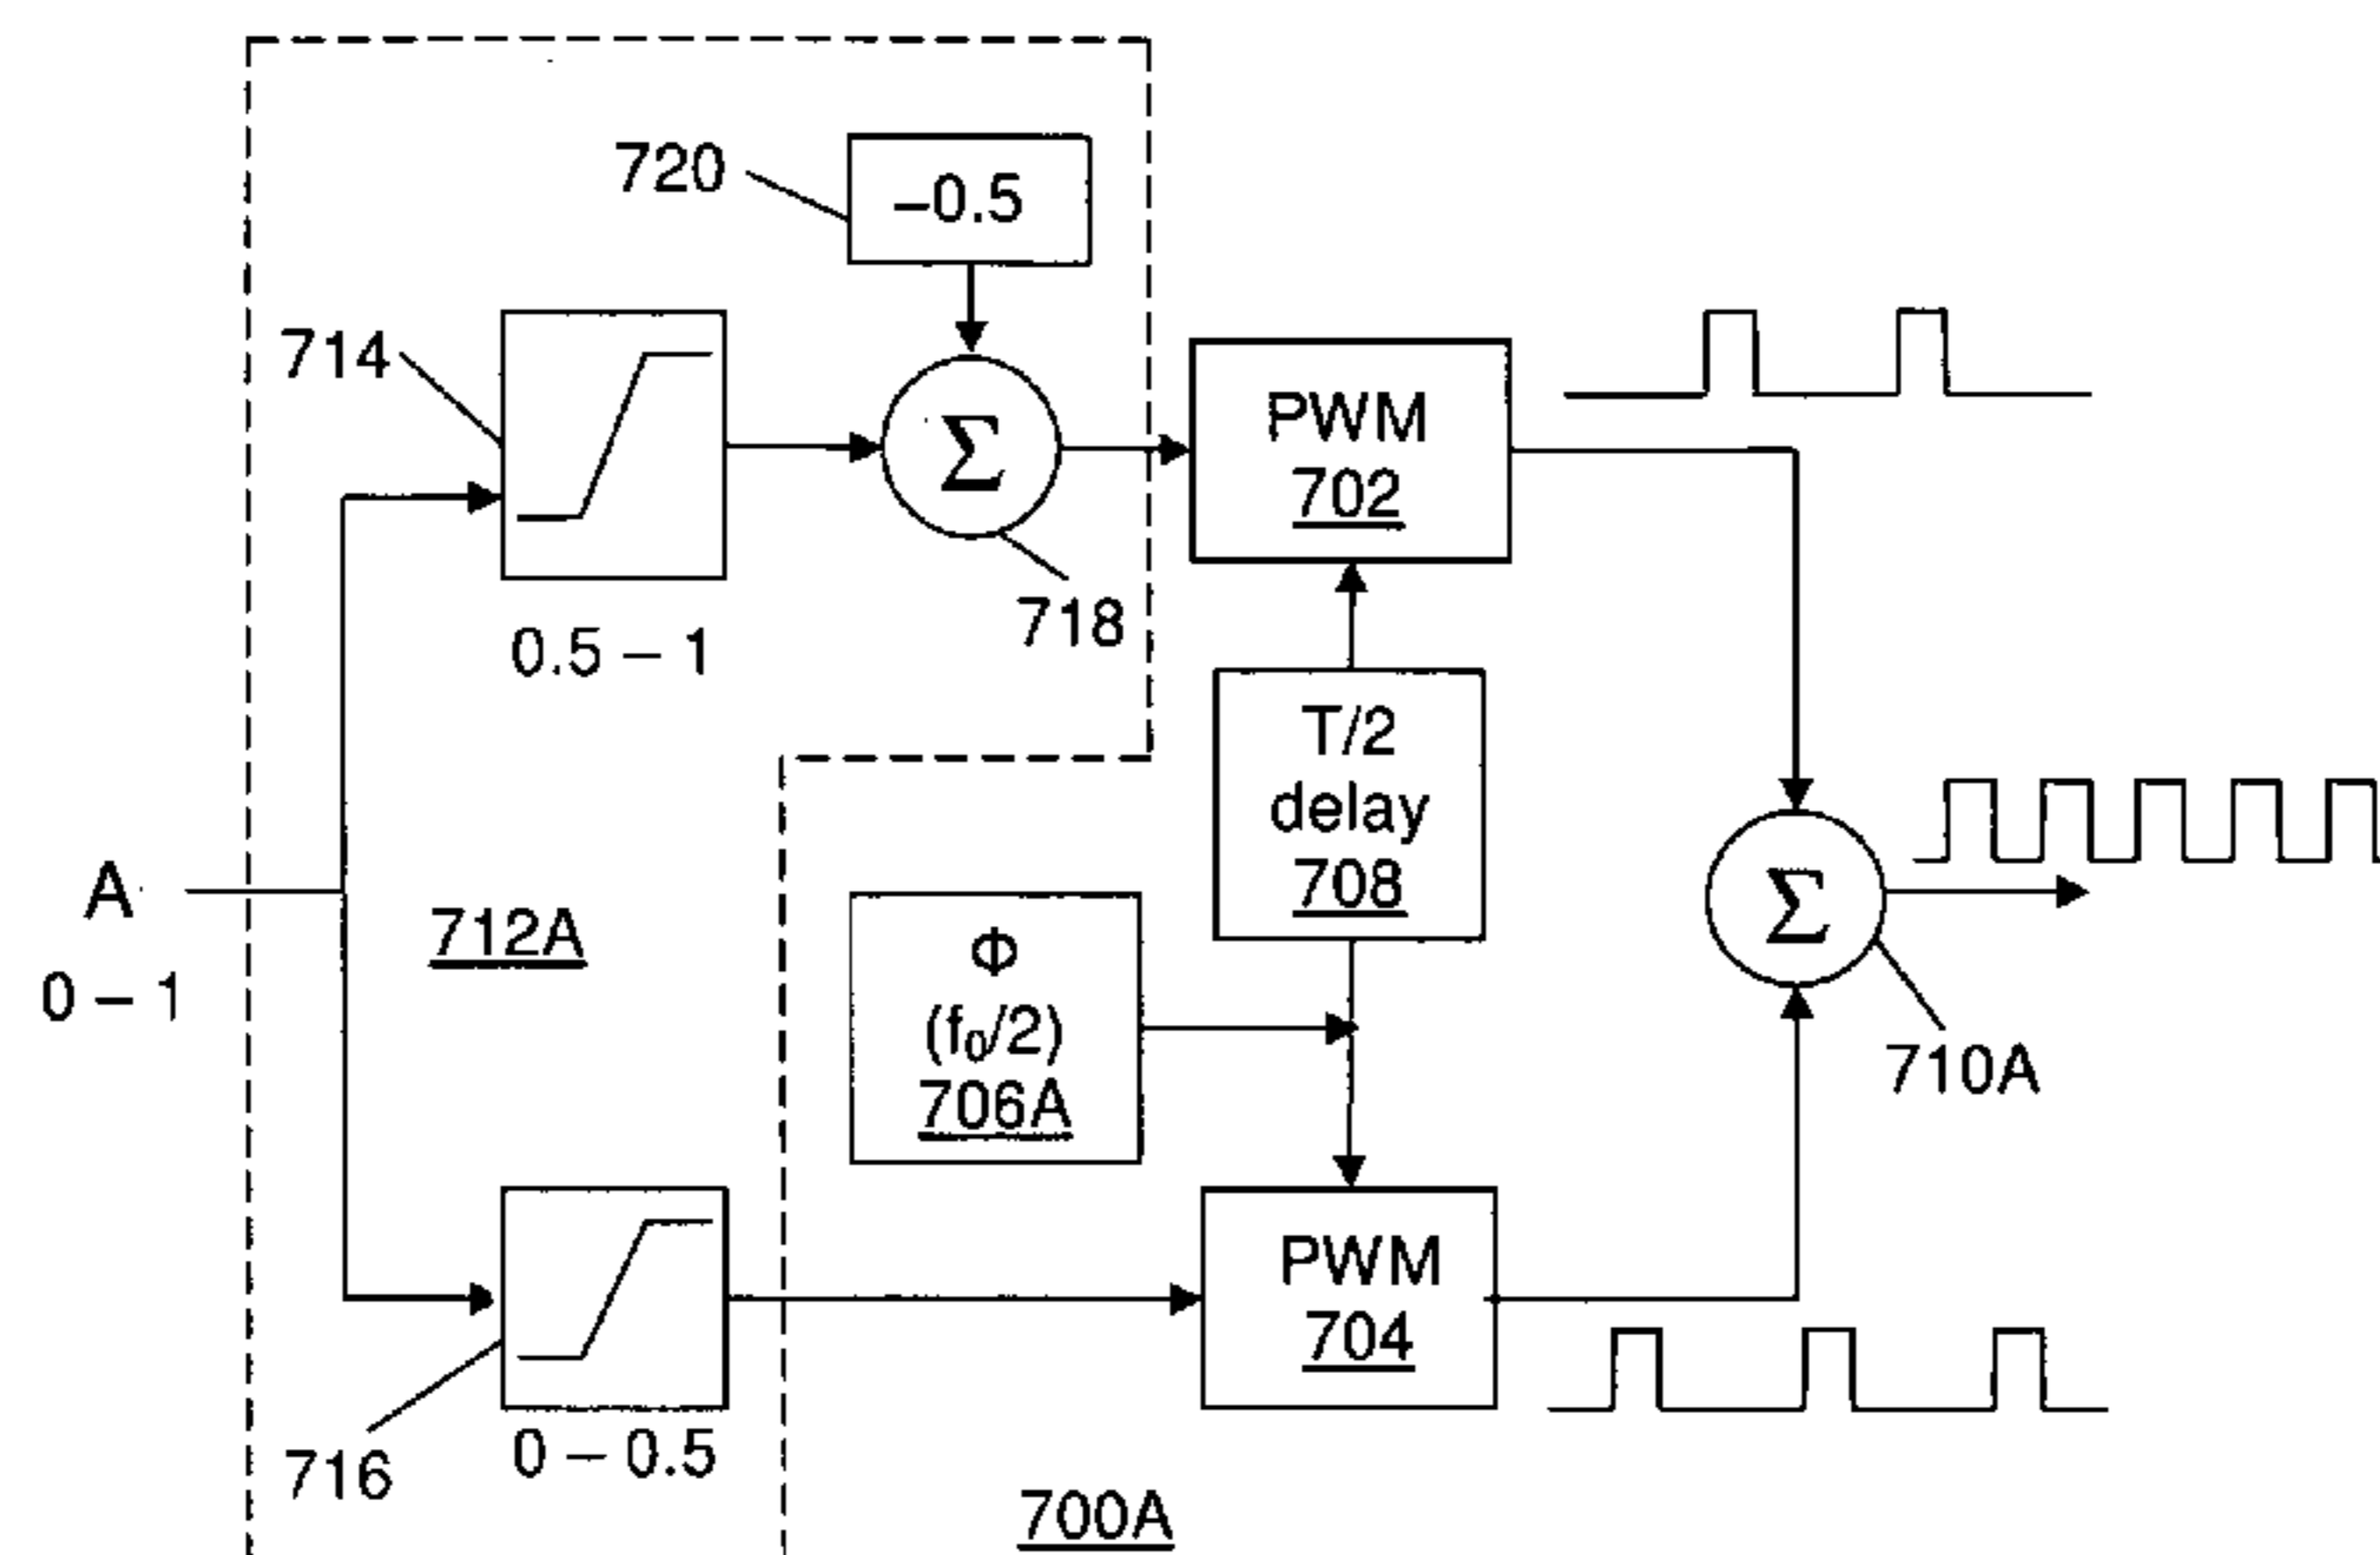 720
–0.5
714
Σ
718
0.5 – 1
PWM
702
T/2
delay
708
A
0 – 1
712A
Φ
(f₀/2)
706A
Σ
710A
716
0 – 0.5
PWM
704
700A